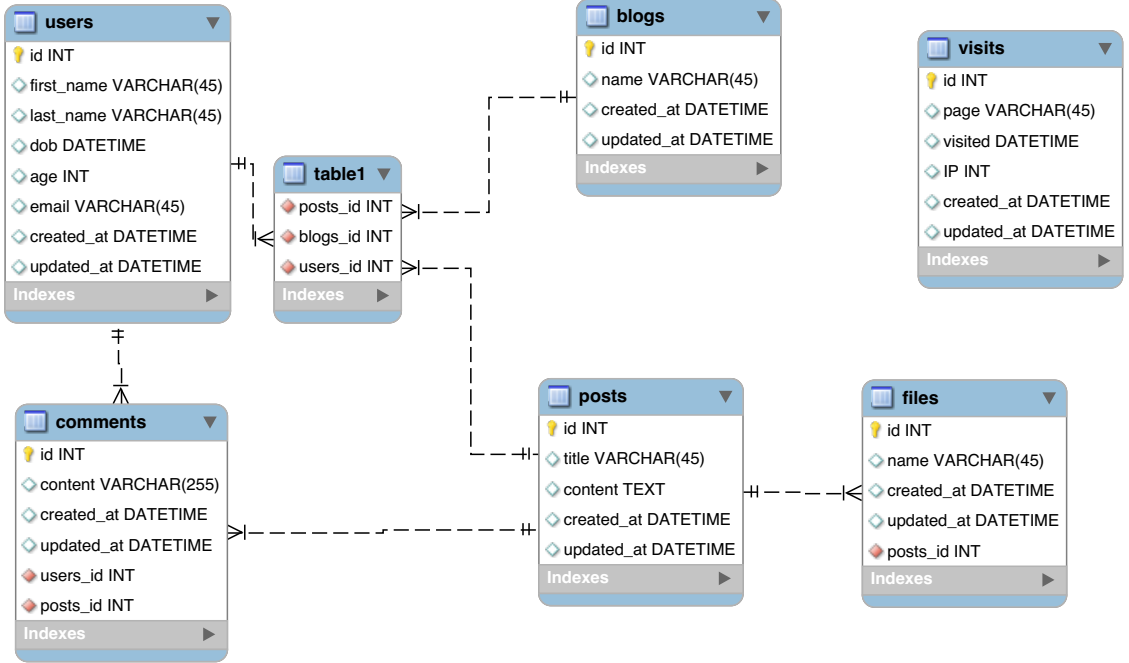 users
id INT
first_name VARCHAR(45)
last_name VARCHAR(45)
dob DATETIME
age INT
email VARCHAR(45)
created_at DATETIME
updated_at DATETIME
Indexes
table1
posts_id INT
blogs_id INT
users_id INT
Indexes
blogs
id INT
name VARCHAR(45)
created_at DATETIME
updated_at DATETIME
Indexes
visits
id INT
page VARCHAR(45)
visited DATETIME
IP INT
created_at DATETIME
updated_at DATETIME
Indexes
comments
id INT
content VARCHAR(255)
created_at DATETIME
updated_at DATETIME
users_id INT
posts_id INT
Indexes
posts
id INT
title VARCHAR(45)
content TEXT
created_at DATETIME
updated_at DATETIME
Indexes
files
id INT
name VARCHAR(45)
created_at DATETIME
updated_at DATETIME
posts_id INT
Indexes